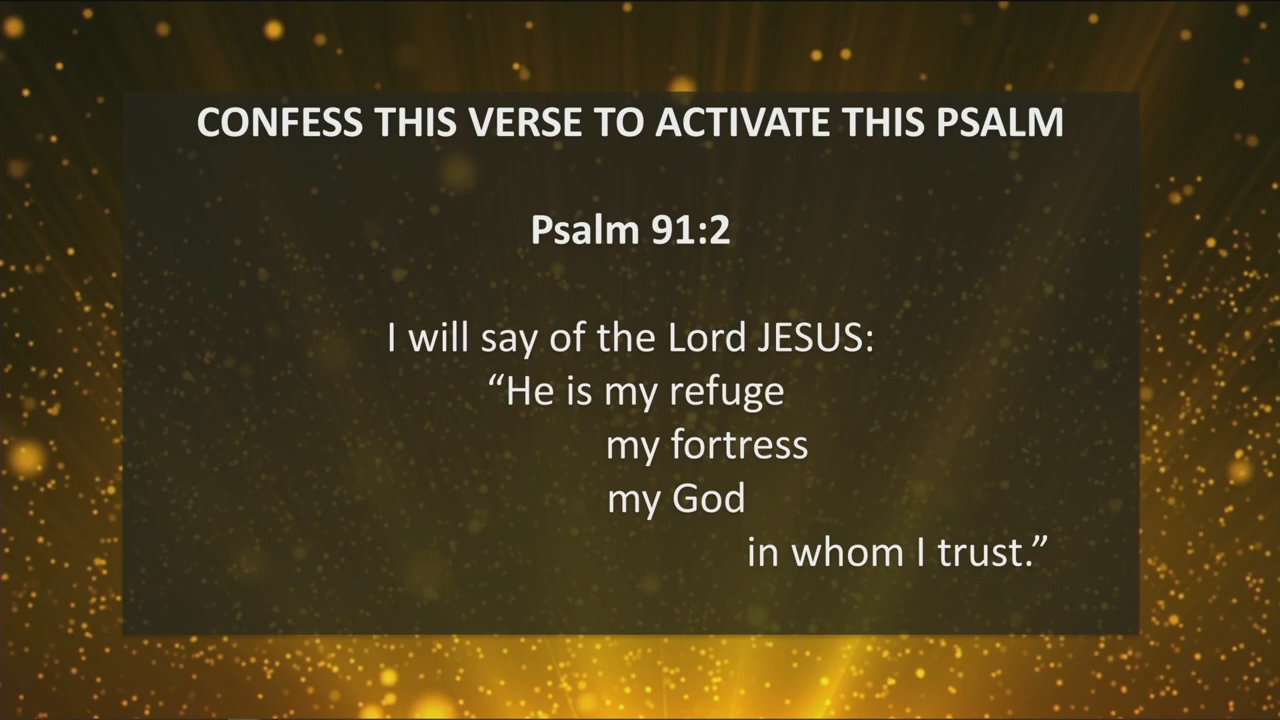 CONFESS THIS VERSE TO ACTIVATE THIS PSALM
Psalm 91:2
I will say of the Lord JESUS:
“He is my refuge
my fortress
my God
in whom I trust.”